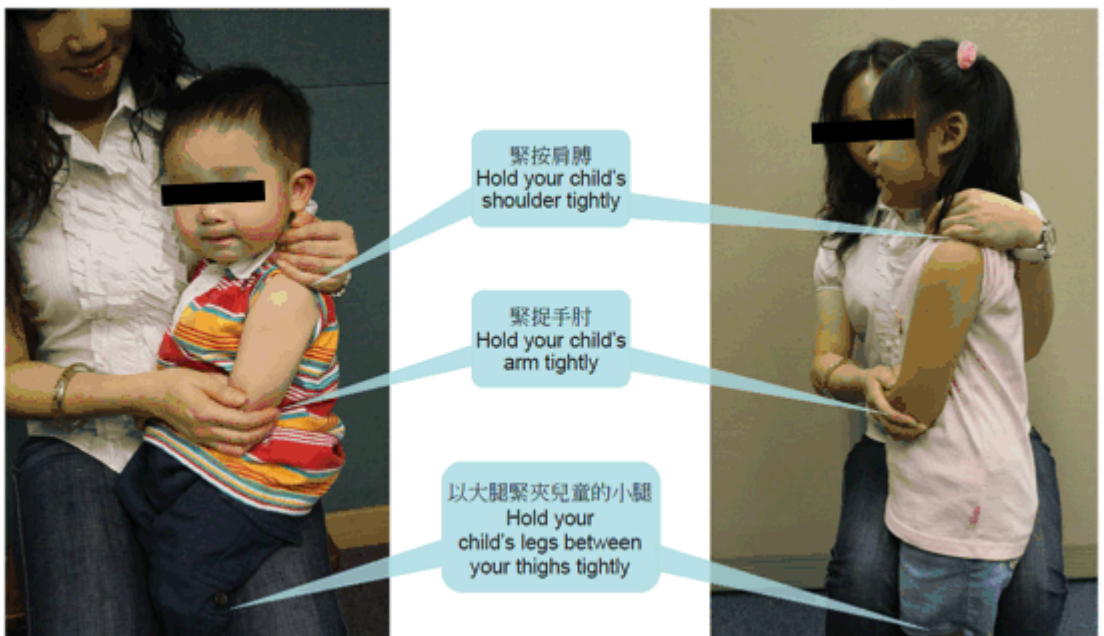 緊按肩膊
Hold your child's
shoulder tightly
緊捉手肘
Hold your child's
arm tightly
以大腿緊夾兒童的小腿
Hold your
child's legs between
your thighs tightly